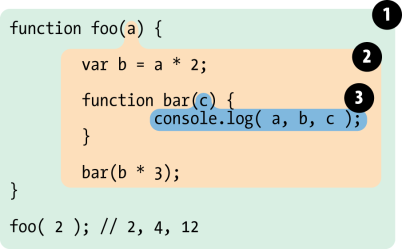 1
function foo(a) {
2
var b = a * 2;
function bar(c) {
3
console.log( a, b, c );
}
bar(b * 3);
}
foo( 2 ); // 2, 4, 12